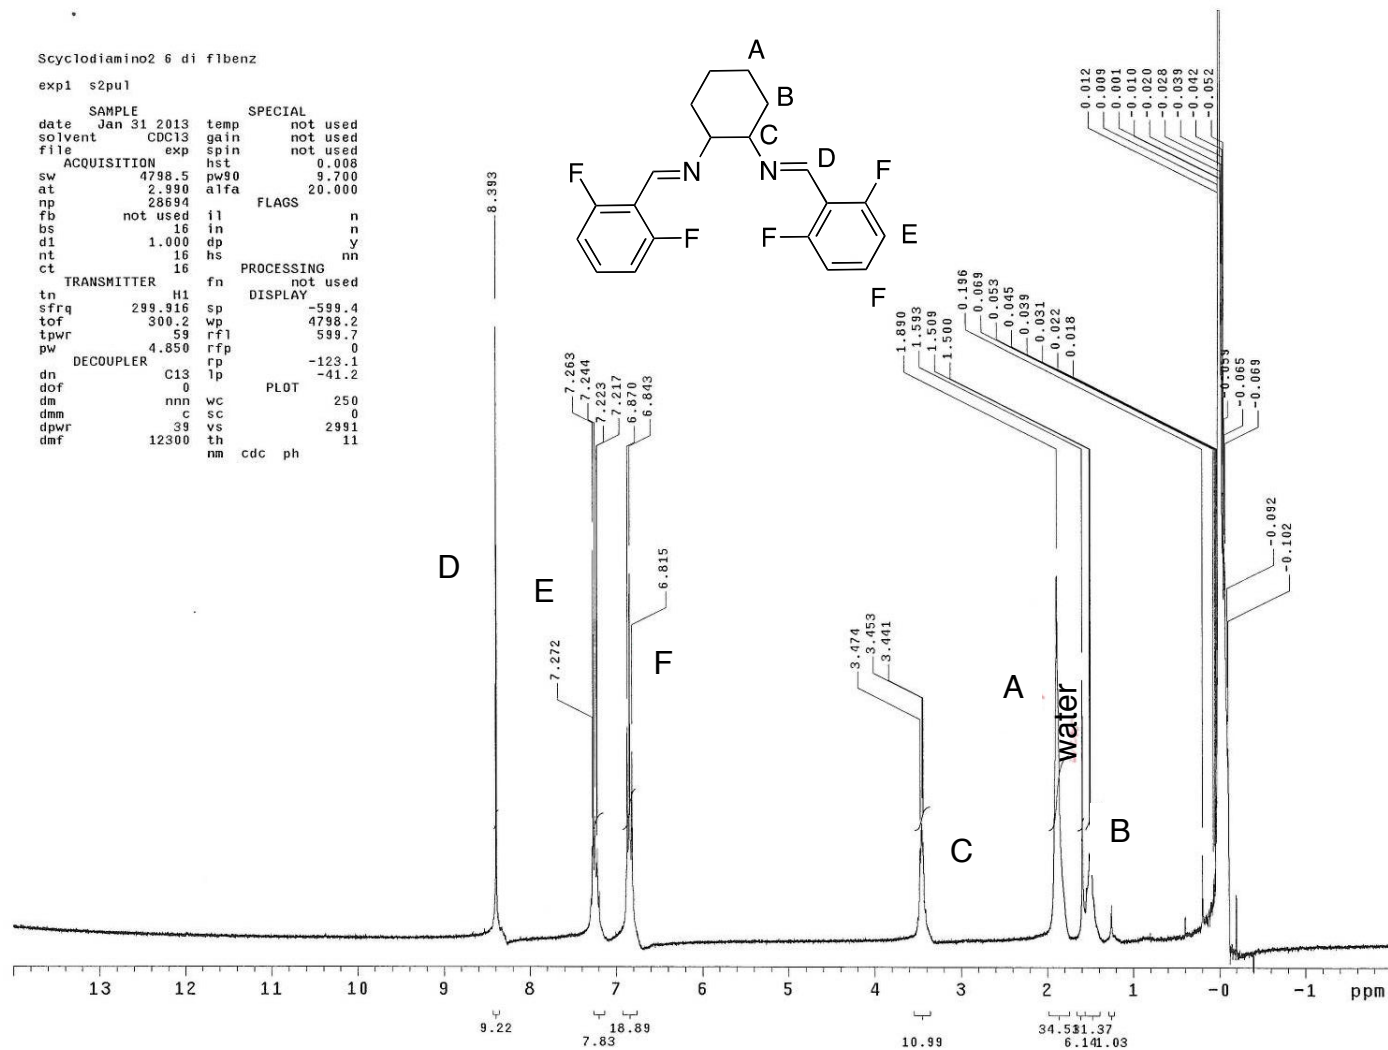 Scyclodiamino2 6 di flbenz
exp1 s2pul
SAMPLE SPECIAL
date Jan 31 2013 temp not used
solvent CDCl3 gain not used
file exp spin not used
ACQUISITION hst 0.008
sw 4798.5 pw90 9.700
at 2.990 alfa 20.000
np 28694 FLAGS
fb not used il n
bs 16 in n
d1 1.000 dp y
nt 16 hs nn
ct 16 PROCESSING
TRANSMITTER fn not used
tn H1 DISPLAY
sfrq 299.916 sp -599.4
tof 300.2 wp 4798.2
tpwr 59 rfl 599.7
pw 4.850 rfp 0
DECOUPLER rp -123.1
dn C13 lp -41.2
dof 0 PLOT
dm nnn wc 250
dmm c sc 0
dpwr 39 vs 2991
dmf 12300 th 11
nm cdc ph
A
B
C
D
N
N
F
F
F
F
E
F
8.393
7.263
7.244
7.223
7.217
6.870
6.843
7.272
6.815
3.474
3.453
3.441
1.890
1.593
1.509
1.500
0.196
0.069
0.053
0.045
0.039
0.031
0.022
0.018
0.012
0.009
0.001
-0.010
-0.020
-0.028
-0.039
-0.042
-0.052
-0.059
-0.065
-0.069
-0.092
-0.102
D
E
F
C
A
water
B
13 12 11 10 9 8 7 6 5 4 3 2 1 -0 -1 ppm
9.22 18.89 34.53 11.37
7.83 10.99 6.14 1.03